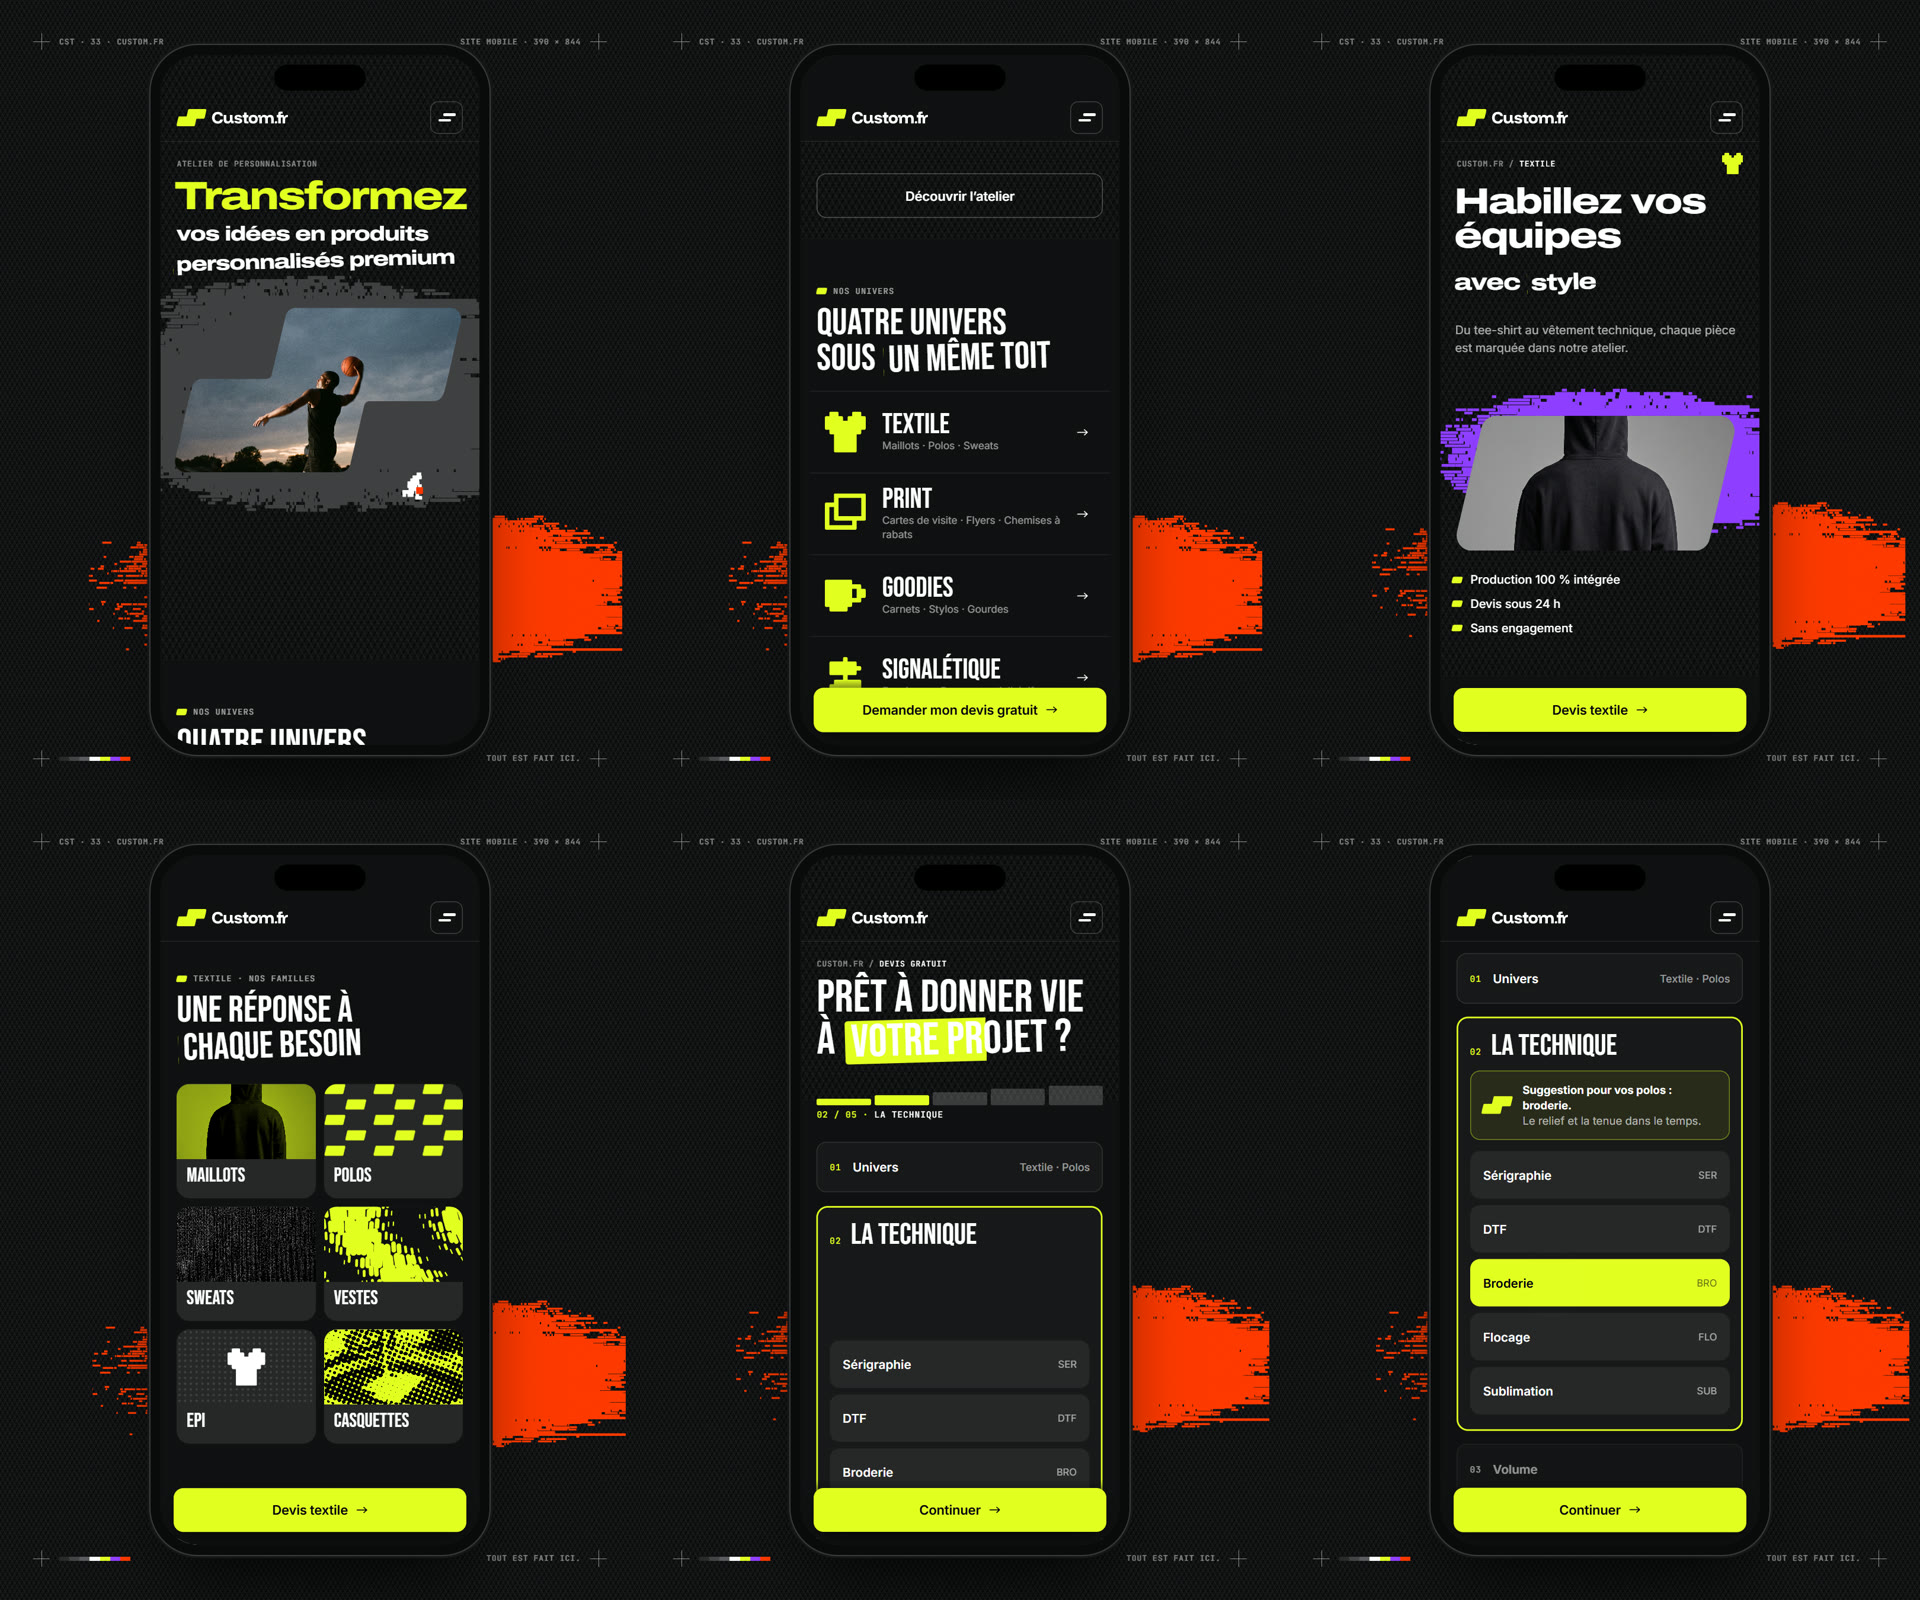 CST - 33 - CUSTOM.FR
SITE MOBILE - 390 × 844
Custom.fr
ATELIER DE PERSONNALISATION
Transformez
vos idées en produits
personnalisés premium
NOS UNIVERS
QUATRE UNIVERS
TOUT EST FAIT ICI.
CST - 33 - CUSTOM.FR
SITE MOBILE - 390 × 844
Custom.fr
Découvrir l'atelier
NOS UNIVERS
QUATRE UNIVERS
SOUS UN MÊME TOIT
TEXTILE
Maillots · Polos · Sweats
→
PRINT
Cartes de visite · Flyers · Chemises à
rabats
→
GOODIES
Carnets · Stylos · Gourdes
→
SIGNALÉTIQUE
→
Demander mon devis gratuit →
TOUT EST FAIT ICI.
CST - 33 - CUSTOM.FR
SITE MOBILE - 390 × 844
Custom.fr
CUSTOM.FR / TEXTILE
Habillez vos
équipes
avec style
Du tee-shirt au vêtement technique, chaque pièce
est marquée dans notre atelier.
Production 100 % intégrée
Devis sous 24 h
Sans engagement
Devis textile →
TOUT EST FAIT ICI.
CST - 33 - CUSTOM.FR
SITE MOBILE - 390 × 844
Custom.fr
TEXTILE · NOS FAMILLES
UNE RÉPONSE À
CHAQUE BESOIN
MAILLOTS
POLOS
SWEATS
VESTES
EPI
CASQUETTES
Devis textile →
TOUT EST FAIT ICI.
CST - 33 - CUSTOM.FR
SITE MOBILE - 390 × 844
Custom.fr
CUSTOM.FR / DEVIS GRATUIT
PRÊT À DONNER VIE
À VOTRE PROJET ?
02 / 05 · LA TECHNIQUE
01 Univers Textile · Polos
02 LA TECHNIQUE
Sérigraphie SER
DTF DTF
Broderie BRO
Continuer →
TOUT EST FAIT ICI.
CST - 33 - CUSTOM.FR
SITE MOBILE - 390 × 844
Custom.fr
01 Univers Textile · Polos
02 LA TECHNIQUE
Suggestion pour vos polos :
broderie.
Le relief et la tenue dans le temps.
Sérigraphie SER
DTF DTF
Broderie BRO
Flocage FLO
Sublimation SUB
03 Volume
Continuer →
TOUT EST FAIT ICI.